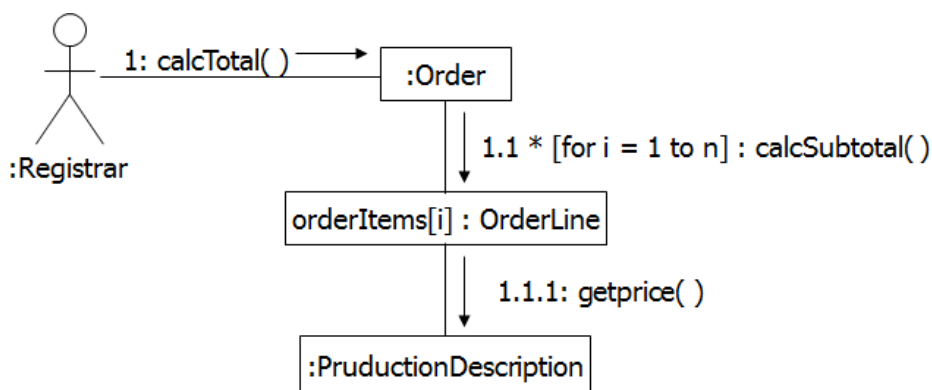 1: calcTotal( )
:Order
:Registrar
1.1 * [for i = 1 to n] : calcSubtotal( )
orderItems[i] : OrderLine
1.1.1: getprice( )
:PruductionDescription